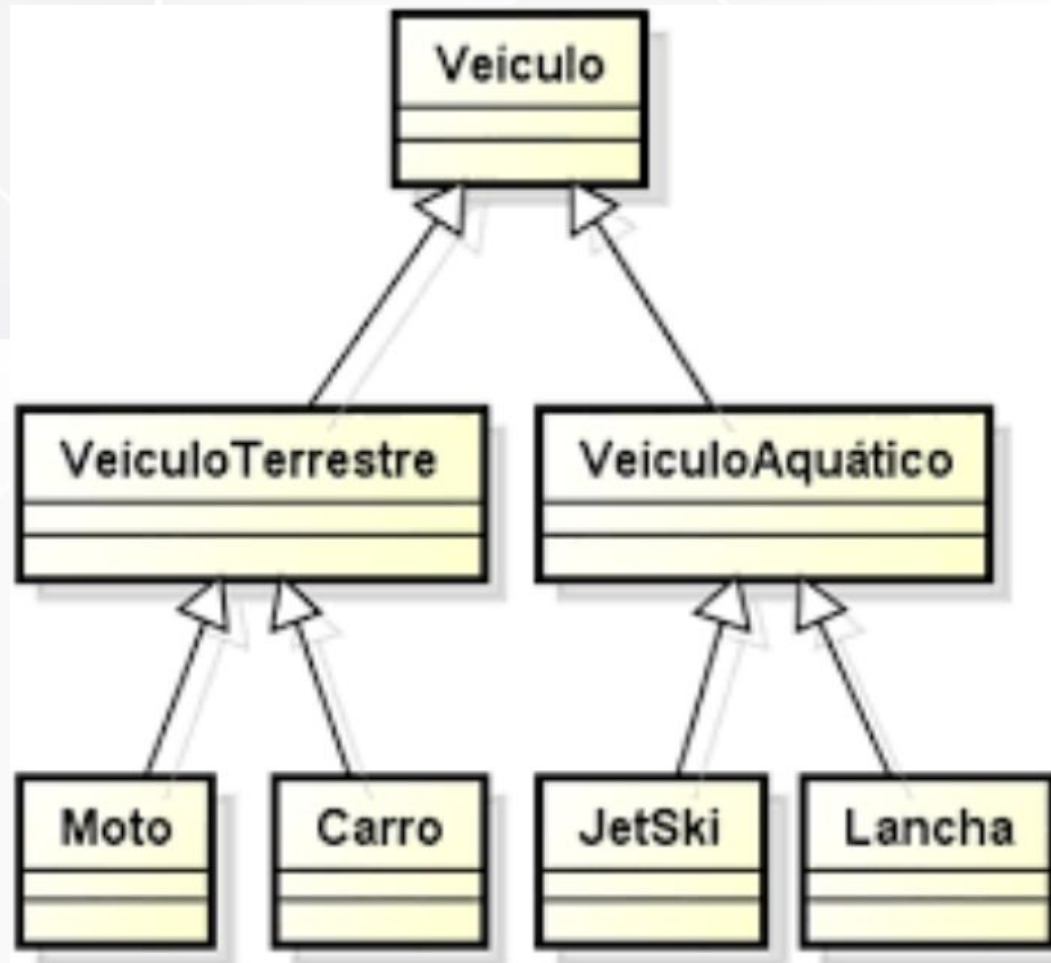 Veiculo
VeiculoTerrestre
VeiculoAquático
Moto
Carro
JetSki
Lancha